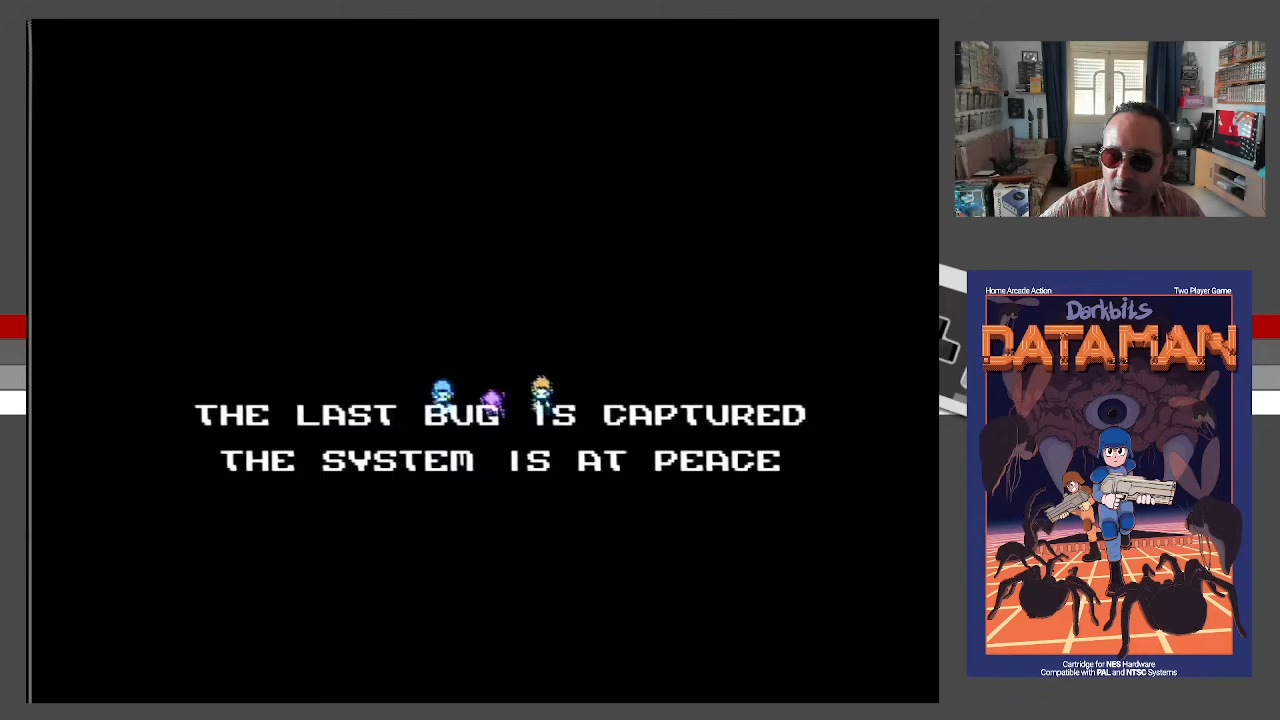 THE LAST BUG IS CAPTURED
THE SYSTEM IS AT PEACE
Home Arcade Action
Two Player Game
Darkbits
DATAMAN
Cartridge for NES Hardware
Compatible with PAL and NTSC Systems